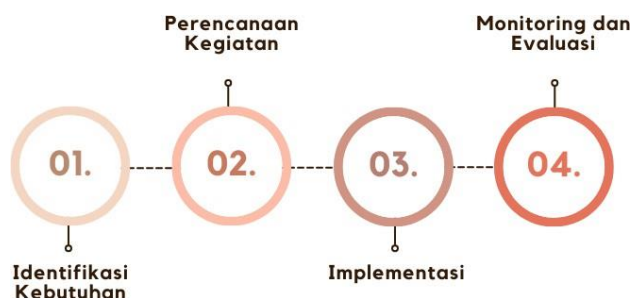 01.
Identifikasi
Kebutuhan
Perencanaan
Kegiatan
02.
03.
Implementasi
Monitoring dan
Evaluasi
04.